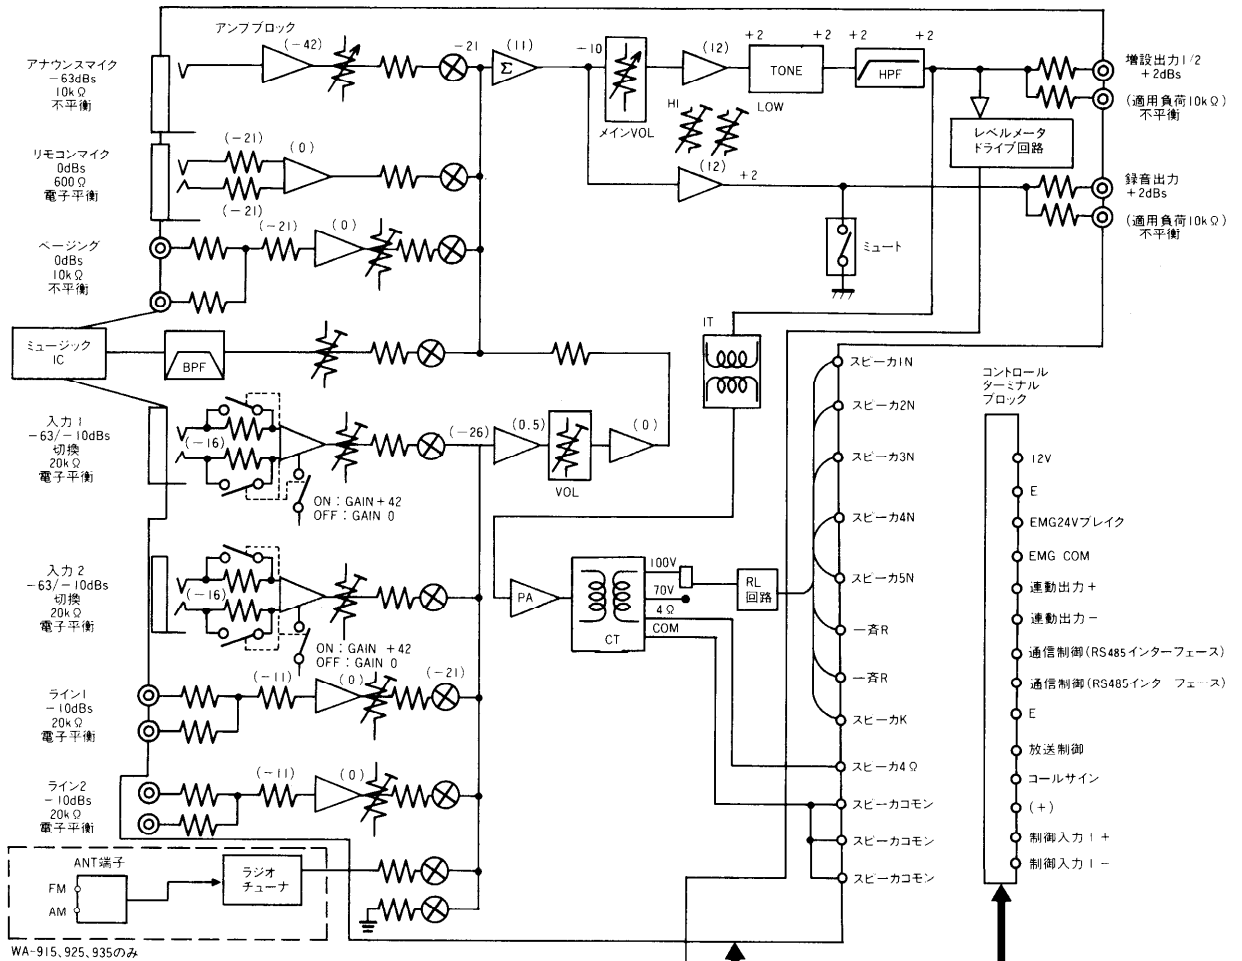 アンプブロック
アナウンスマイク
-63dBs
10kΩ
不平衡
(-42)
-21
(11)
Σ
-10
メインVOL
(12)
+2
TONE
+2
+2
HPF
+2
HI
LOW
増設出力1/2
+2dBs
(適用負荷10kΩ)
不平衡
レベルメータ
ドライブ回路
リモコンマイク
0dBs
600Ω
電子平衡
(-21)
(-21)
(0)
(12)
+2
録音出力
+2dBs
(適用負荷10kΩ)
不平衡
ミュート
ページング
0dBs
10kΩ
不平衡
(-21)
(0)
ミュージック
IC
BPF
IT
入力1
-63/-10dBs
切換
20kΩ
電子平衡
(-16)
ON:GAIN+42
OFF:GAIN 0
(-26)
(0.5)
VOL
(0)
入力2
-63/-10dBs
切換
20kΩ
電子平衡
(-16)
ON:GAIN +42
OFF:GAIN 0
PA
CT
100V
70V
4Ω
COM
RL
回路
ライン1
-10dBs
20kΩ
電子平衡
(-11)
(0)
(-21)
ライン2
-10dBs
20kΩ
電子平衡
(-11)
(0)
ANT端子
FM
AM
ラジオ
チューナ
WA-915、925、935のみ
スピーカ1N
スピーカ2N
スピーカ3N
スピーカ4N
スピーカ5N
一斉R
一斉R
スピーカK
スピーカ4Ω
スピーカコモン
スピーカコモン
スピーカコモン
コントロール
ターミナル
ブロック
12V
E
EMG24Vブレイク
EMG COM
連動出力+
連動出力-
通信制御(RS485インターフェース)
通信制御(RS485インターフェース)
E
放送制御
コールサイン
(+)
制御入力1+
制御入力1-